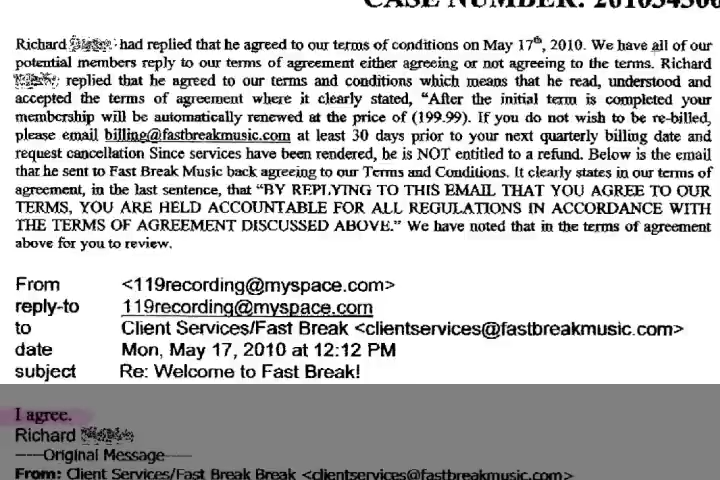 CASE NUMBER:
Richard had replied that he agreed to our terms of conditions on May 17th, 2010. We have all of our
potential members reply to our terms of agreement either agreeing or not agreeing to the terms. Richard
replied that he agreed to our terms and conditions which means that he read, understood and
accepted the terms of agreement where it clearly stated, "After the initial term is completed your
membership will be automatically renewed at the price of (199.99). If you do not wish to be re-billed,
please email billing@fastbreakmusic.com at least 30 days prior to your next quarterly billing date and
request cancellation Since services have been rendered, he is NOT entitled to a refund. Below is the email
that he sent to Fast Break Music back agreeing to our Terms and Conditions. It clearly states in our terms of
agreement, in the last sentence, that "BY REPLYING TO THIS EMAIL THAT YOU AGREE TO OUR
TERMS, YOU ARE HELD ACCOUNTABLE FOR ALL REGULATIONS IN ACCORDANCE WITH
THE TERMS OF AGREEMENT DISCUSSED ABOVE." We have noted that in the terms of agreement
above for you to review.
From <119recording@myspace.com>
reply-to 119recording@myspace.com
to Client Services/Fast Break <clientservices@fastbreakmusic.com>
date Mon, May 17, 2010 at 12:12 PM
subject Re: Welcome to Fast Break!
I agree.
Richard
-----Original Message-----
From: Client Services/Fast Break Break <clientservices@fastbreakmusic.com>